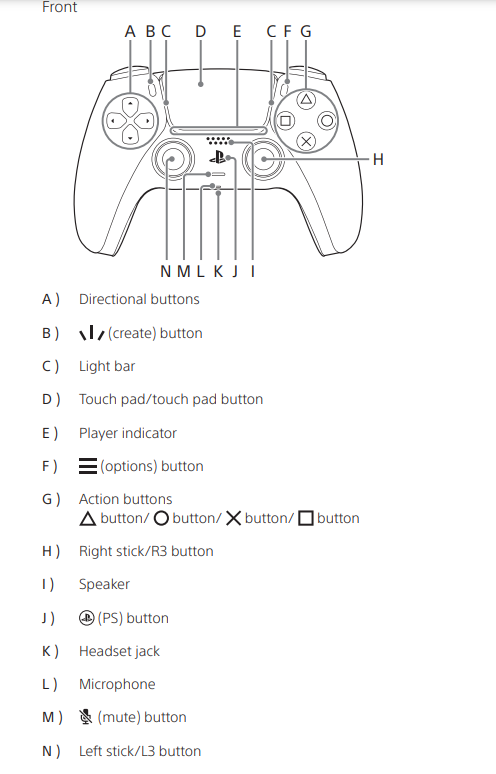 Front
A B C D E C F G
H
N M L K J I
A ) Directional buttons
B ) (create) button
C ) Light bar
D ) Touch pad/touch pad button
E ) Player indicator
F ) (options) button
G ) Action buttons
△ button/ ○ button/ ✕ button/ □ button
H ) Right stick/R3 button
I ) Speaker
J ) (PS) button
K ) Headset jack
L ) Microphone
M ) (mute) button
N ) Left stick/L3 button